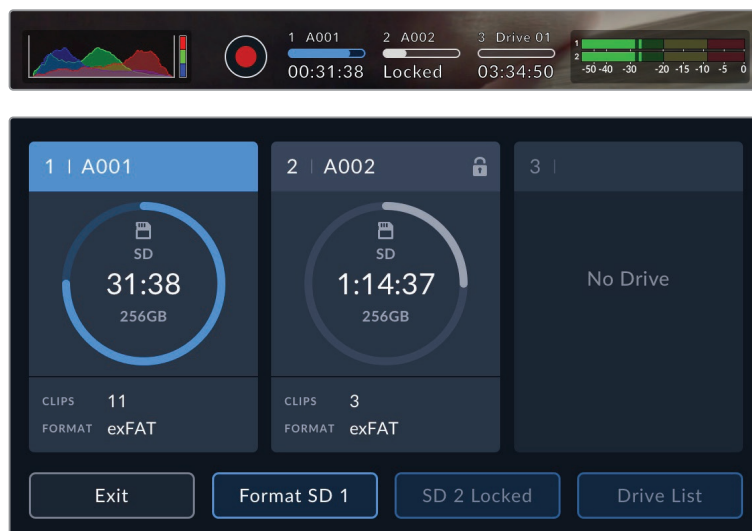 1 A001
00:31:38
2 A002
Locked
3 Drive 01
03:34:50
1
2
-50 -40 -30 -20 -15 -10 -5 0
1 | A001
SD
31:38
256GB
CLIPS 11
FORMAT exFAT
2 | A002
SD
1:14:37
256GB
CLIPS 3
FORMAT exFAT
3 |
No Drive
Exit
Format SD 1
SD 2 Locked
Drive List